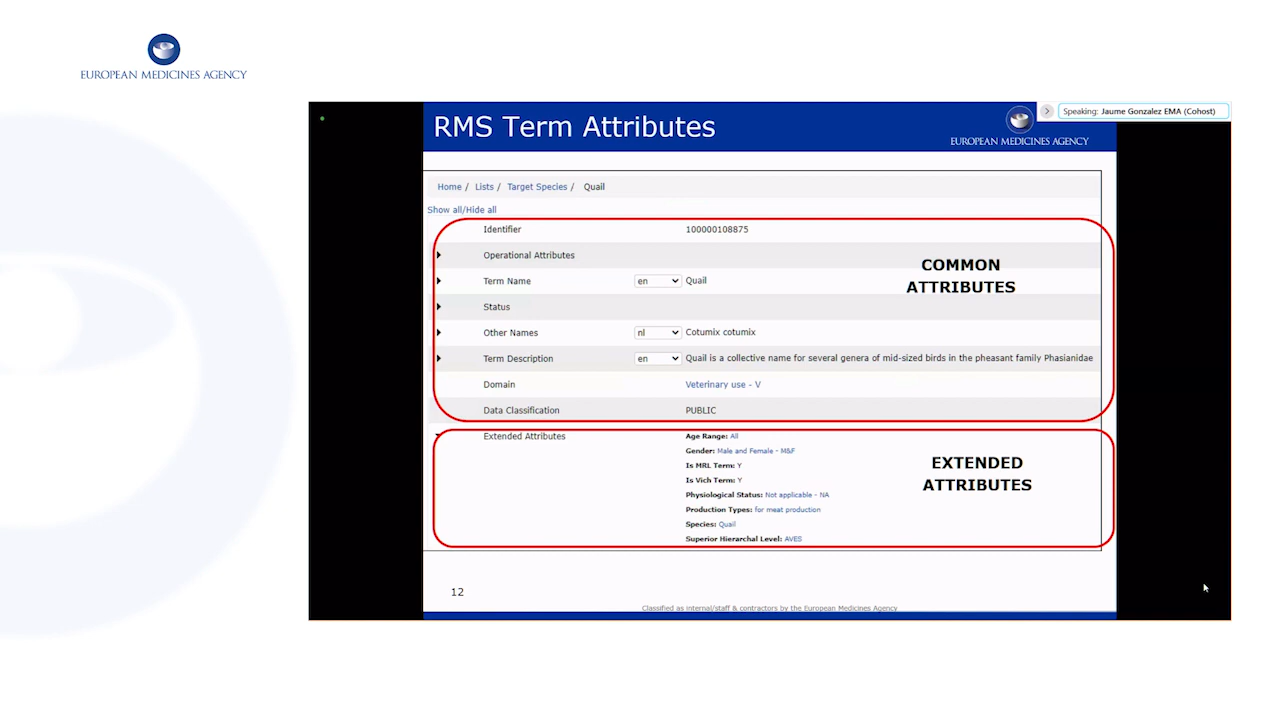 EUROPEAN MEDICINES AGENCY
RMS Term Attributes
EUROPEAN MEDICINES AGENCY
Speaking: Jaume Gonzalez EMA (Cohost)
Home / Lists / Target Species / Quail
Show all/Hide all
Identifier 100000108875
Operational Attributes
COMMON
ATTRIBUTES
Term Name en Quail
Status
Other Names nl Cotumix cotumix
Term Description en Quail is a collective name for several genera of mid-sized birds in the pheasant family Phasianidae
Domain Veterinary use - V
Data Classification PUBLIC
Extended Attributes Age Range: All
Gender: Male and Female - M&F
Is MRL Term: Y
Is Vich Term: Y
Physiological Status: Not applicable - NA
Production Types: for meat production
Species: Quail
Superior Hierarchal Level: AVES
EXTENDED
ATTRIBUTES
12
Classified as internal/staff & contractors by the European Medicines Agency